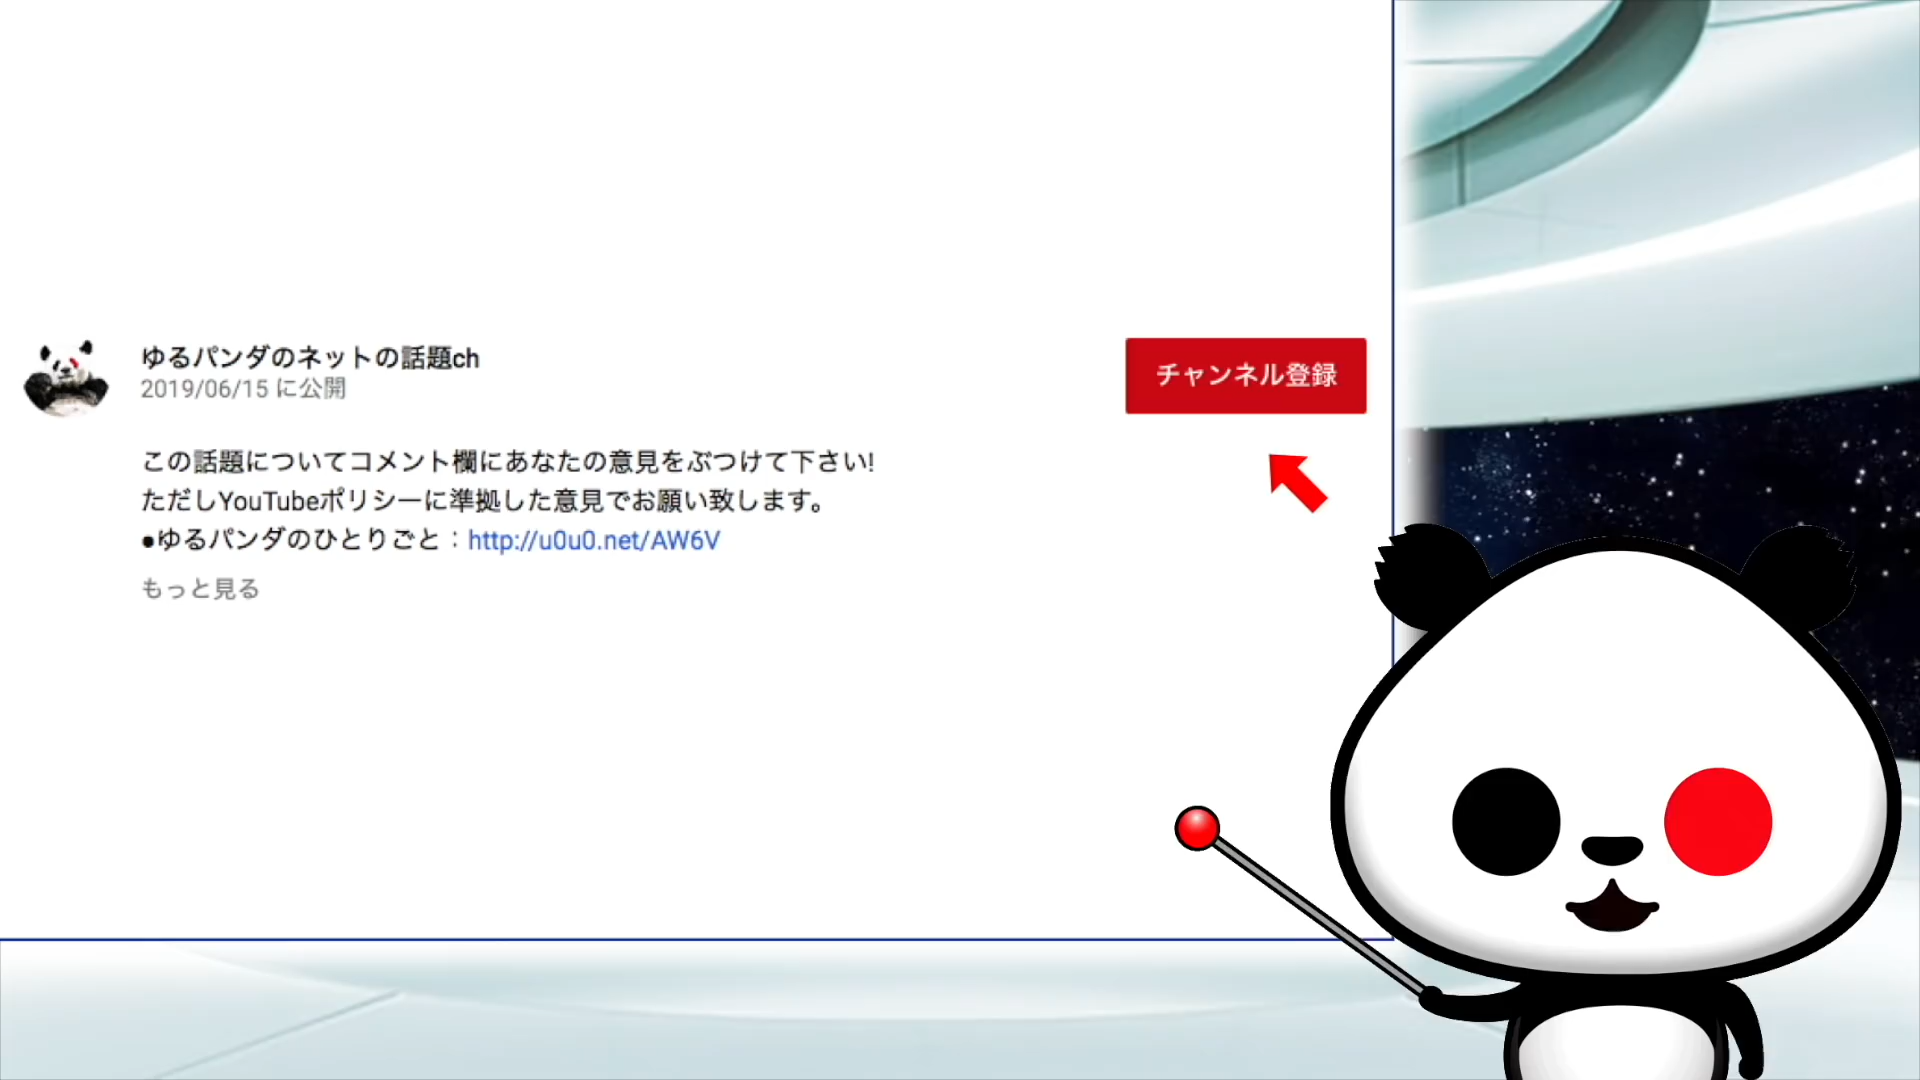 ゆるパンダのネットの話題ch
2019/06/15 に公開
チャンネル登録
この話題についてコメント欄にあなたの意見をぶつけて下さい!
ただしYouTubeポリシーに準拠した意見でお願い致します。
●ゆるパンダのひとりごと：http://u0u0.net/AW6V
もっと見る